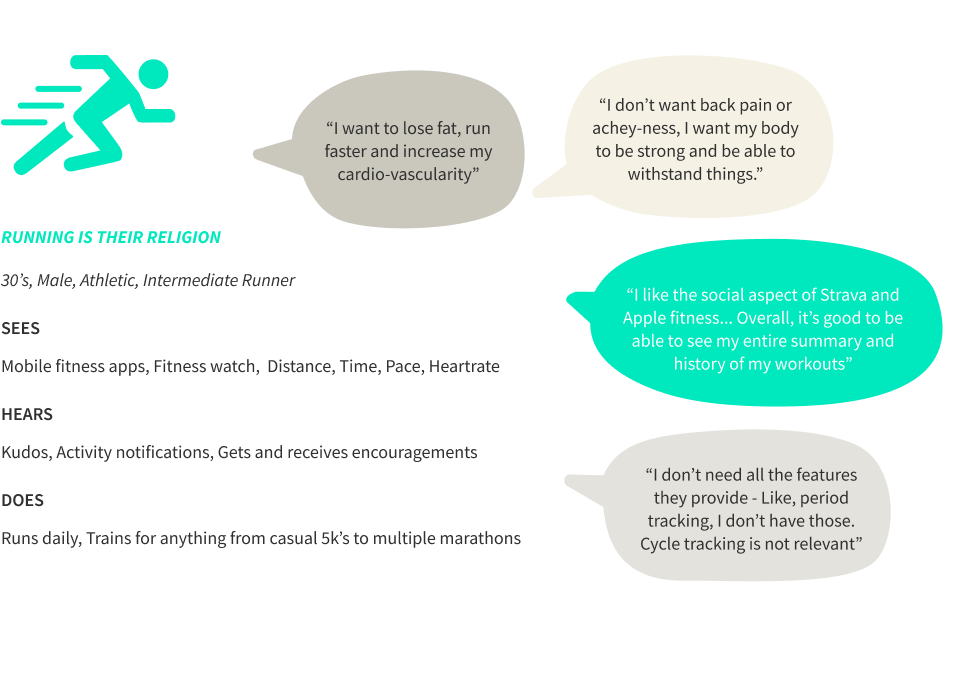 “I want to lose fat, run
faster and increase my
cardio-vascularity”
“I don’t want back pain or
achey-ness, I want my body
to be strong and be able to
withstand things.”
RUNNING IS THEIR RELIGION
30’s, Male, Athletic, Intermediate Runner
SEES
Mobile fitness apps, Fitness watch,  Distance, Time, Pace, Heartrate
HEARS
Kudos, Activity notifications, Gets and receives encouragements
DOES
Runs daily, Trains for anything from casual 5k’s to multiple marathons
“I like the social aspect of Strava and
Apple fitness... Overall, it’s good to be
able to see my entire summary and
history of my workouts”
“I don’t need all the features
they provide - Like, period
tracking, I don’t have those.
Cycle tracking is not relevant”